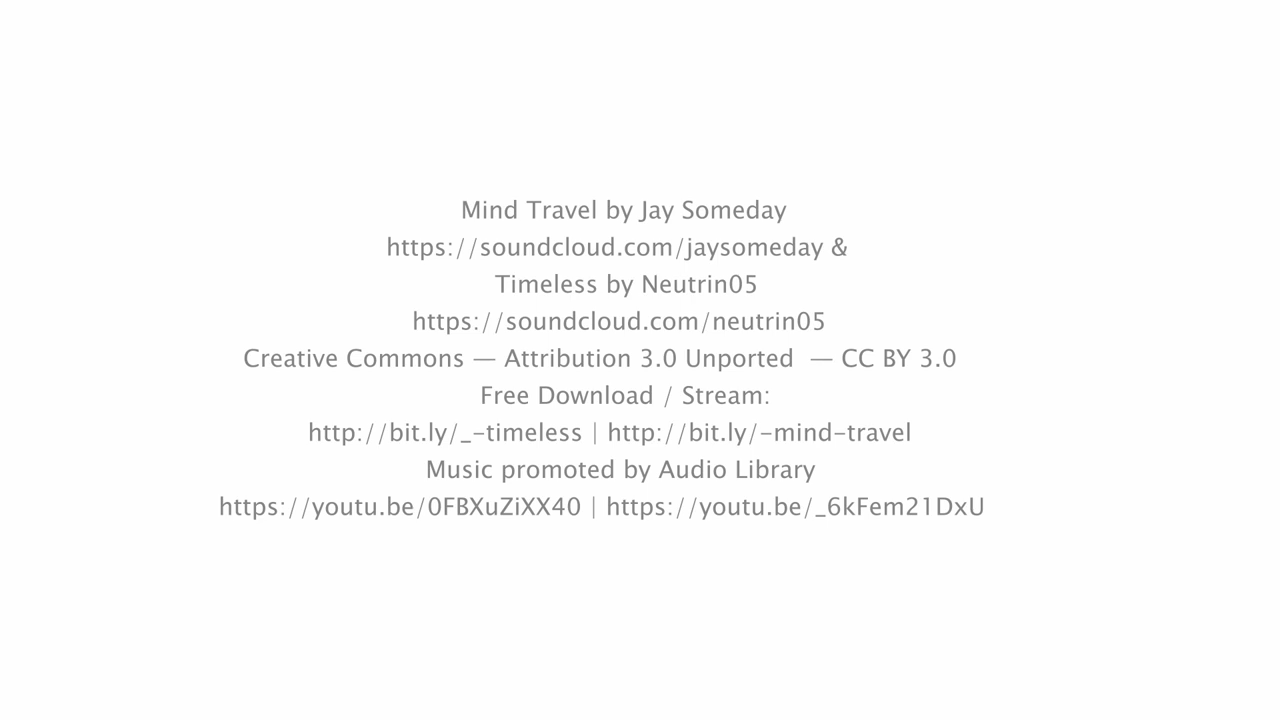 Mind Travel by Jay Someday
https://soundcloud.com/jaysomeday &
Timeless by Neutrin05
https://soundcloud.com/neutrin05
Creative Commons — Attribution 3.0 Unported  — CC BY 3.0
Free Download / Stream:
http://bit.ly/_-timeless | http://bit.ly/-mind-travel
Music promoted by Audio Library
https://youtu.be/0FBXuZiXX40 | https://youtu.be/_6kFem21DxU